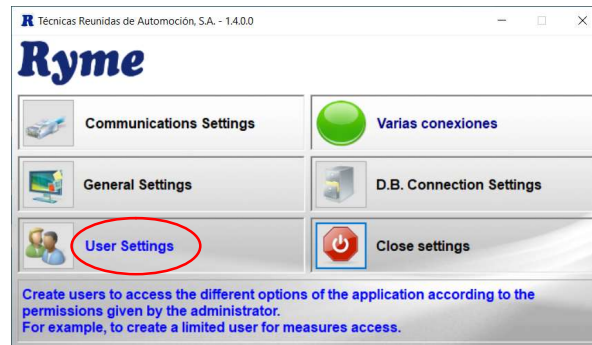 R Técnicas Reunidas de Automoción, S.A. - 1.4.0.0
Ryme
Communications Settings
Varias conexiones
General Settings
D.B. Connection Settings
User Settings
Close settings
Create users to access the different options of the application according to the
permissions given by the administrator.
For example, to create a limited user for measures access.